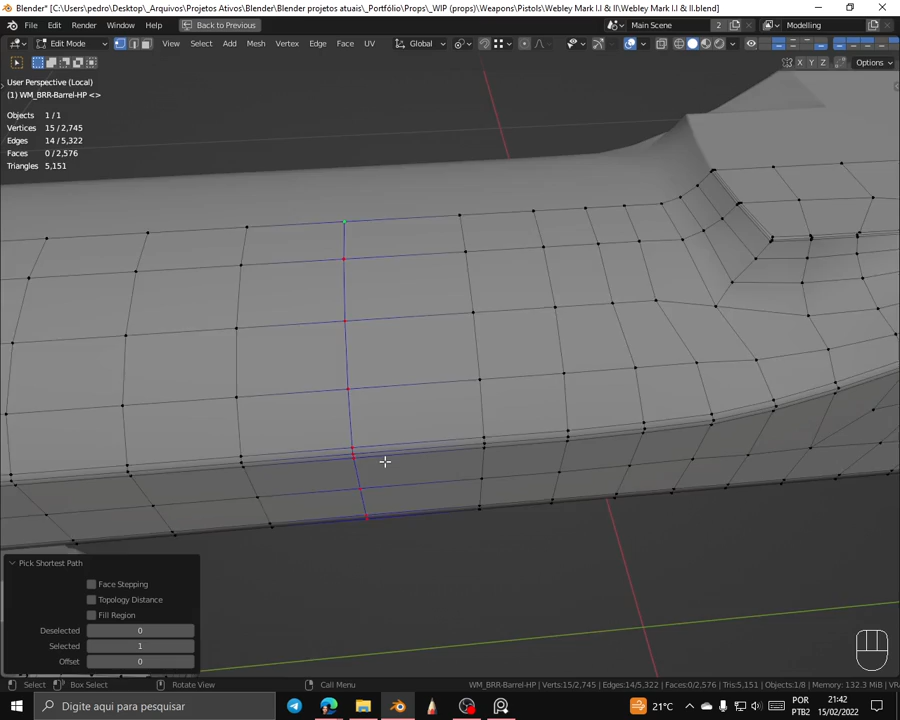 Blender* [C:\Users\pedro\Desktop\_Arquivos\Projetos Ativos\Blender\Blender projetos atuais\_Portfólio\Props\_WIP (props)\Weapons\Pistols\Webley Mark I.I & II\Webley Mark I.I & II.blend]
File Edit Render Window Help Back to Previous Main Scene 2 Modelling
Edit Mode View Select Add Mesh Vertex Edge Face UV Global
X Y Z Options
User Perspective (Local)
(1) WM_BRR-Barrel-HP <>
Objects 1/1
Vertices 15/2,745
Edges 14/5,322
Faces 0/2,576
Triangles 5,151
Pick Shortest Path
Face Stepping
Topology Distance
Fill Region
Deselected 0
Selected 1
Offset 0
Select Box Select Rotate View Call Menu WM_BRR-Barrel-HP | Verts:15/2,745 | Edges:14/5,322 | Faces:0/2,576 | Tris:5,151 | Objects:1/8 | Memory: 132.3 MiB | VR
Digite aqui para pesquisar 21°C POR PTB2 21:42 15/02/2022